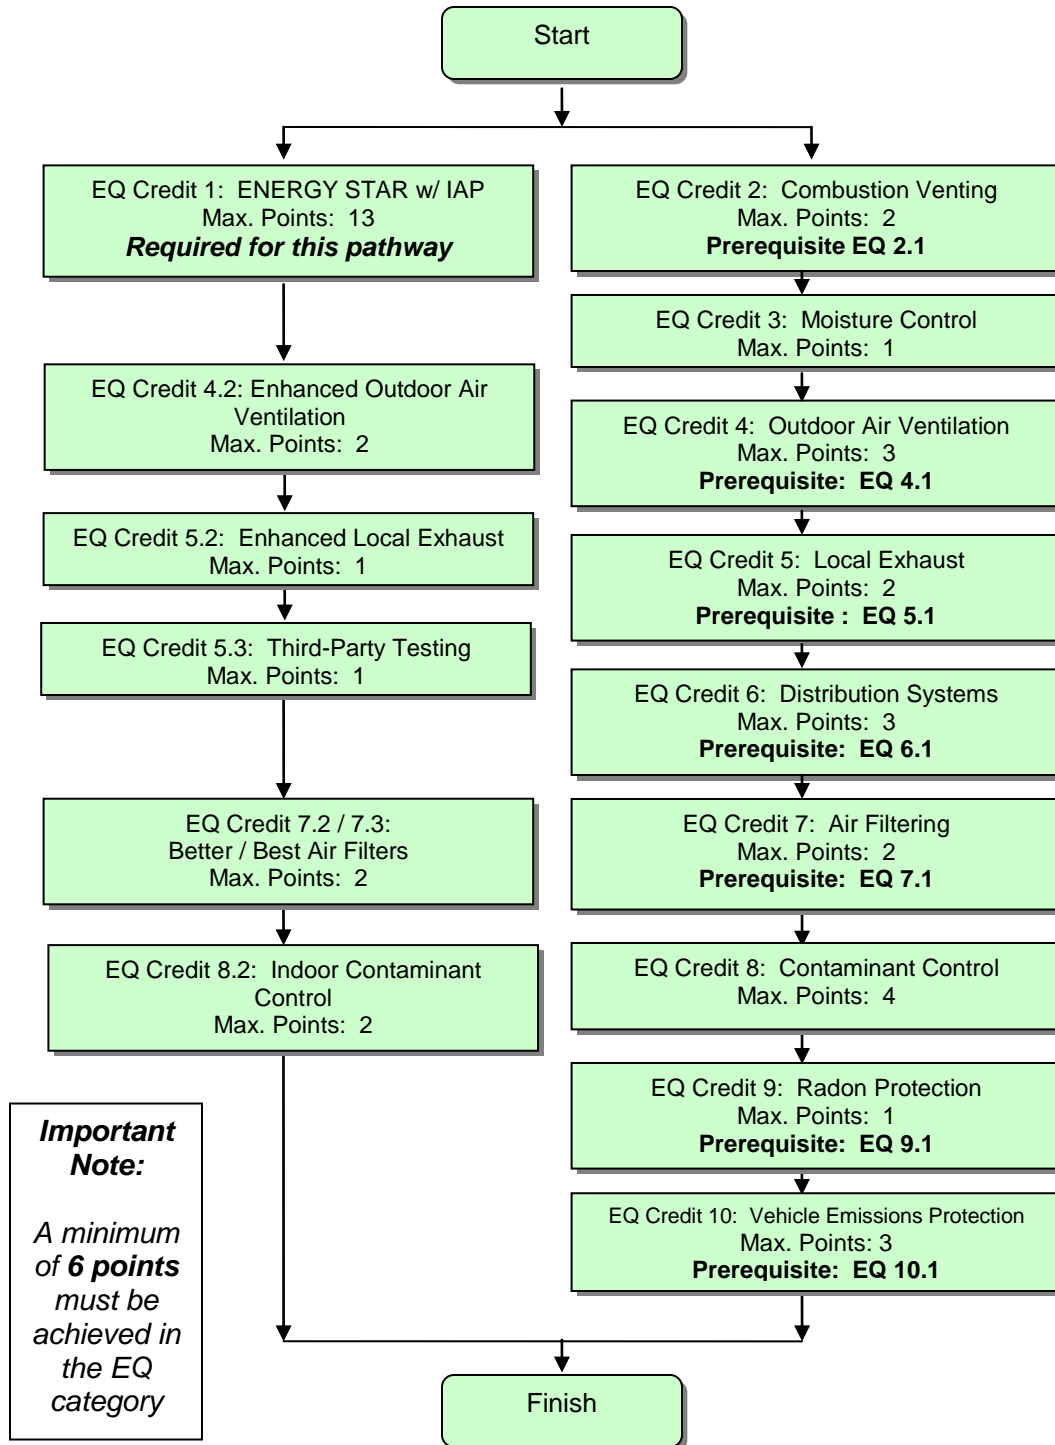 Start
EQ Credit 1: ENERGY STAR w/ IAP
Max. Points: 13
Required for this pathway
EQ Credit 4.2: Enhanced Outdoor Air
Ventilation
Max. Points: 2
EQ Credit 5.2: Enhanced Local Exhaust
Max. Points: 1
EQ Credit 5.3: Third-Party Testing
Max. Points: 1
EQ Credit 7.2 / 7.3:
Better / Best Air Filters
Max. Points: 2
EQ Credit 8.2: Indoor Contaminant
Control
Max. Points: 2
EQ Credit 2: Combustion Venting
Max. Points: 2
Prerequisite EQ 2.1
EQ Credit 3: Moisture Control
Max. Points: 1
EQ Credit 4: Outdoor Air Ventilation
Max. Points: 3
Prerequisite: EQ 4.1
EQ Credit 5: Local Exhaust
Max. Points: 2
Prerequisite : EQ 5.1
EQ Credit 6: Distribution Systems
Max. Points: 3
Prerequisite: EQ 6.1
EQ Credit 7: Air Filtering
Max. Points: 2
Prerequisite: EQ 7.1
EQ Credit 8: Contaminant Control
Max. Points: 4
EQ Credit 9: Radon Protection
Max. Points: 1
Prerequisite: EQ 9.1
EQ Credit 10: Vehicle Emissions Protection
Max. Points: 3
Prerequisite: EQ 10.1
Important
Note:
A minimum
of 6 points
must be
achieved in
the EQ
category
Finish